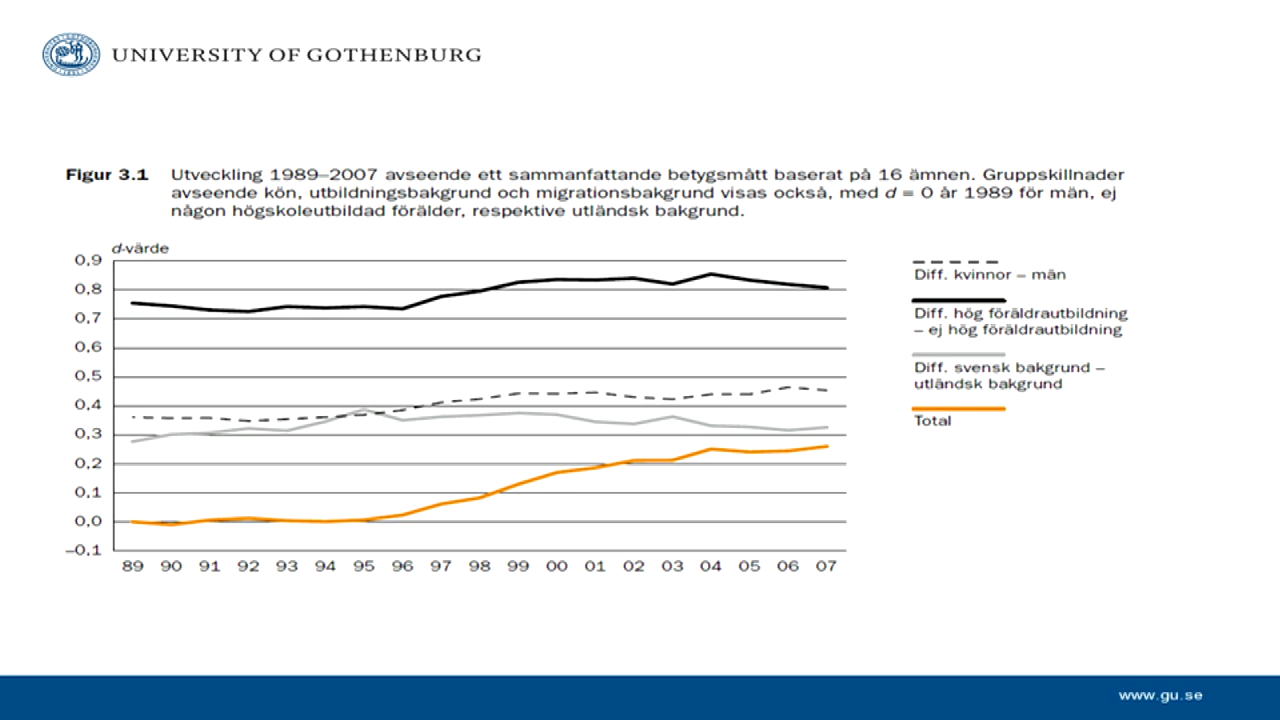 UNIVERSITY OF GOTHENBURG
Figur 3.1 Utveckling 1989–2007 avseende ett sammanfattande betygsmått baserat på 16 ämnen. Gruppskillnader
avseende kön, utbildningsbakgrund och migrationsbakgrund visas också, med d = 0 år 1989 för män, ej
någon högskoleutbildad förälder, respektive utländsk bakgrund.
d-värde
0,9
0,8
0,7
0,6
0,5
0,4
0,3
0,2
0,1
0,0
–0,1
89 90 91 92 93 94 95 96 97 98 99 00 01 02 03 04 05 06 07
Diff. kvinnor – män
Diff. hög föräldrautbildning
– ej hög föräldrautbildning
Diff. svensk bakgrund –
utländsk bakgrund
Total
www.gu.se